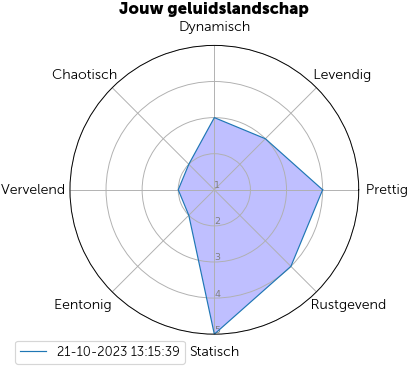 Jouw geluidslandschap
Dynamisch
Chaotisch
Levendig
Vervelend
Prettig
1
2
3
4
5
Eentonig
Rustgevend
21-10-2023 13:15:39
Statisch